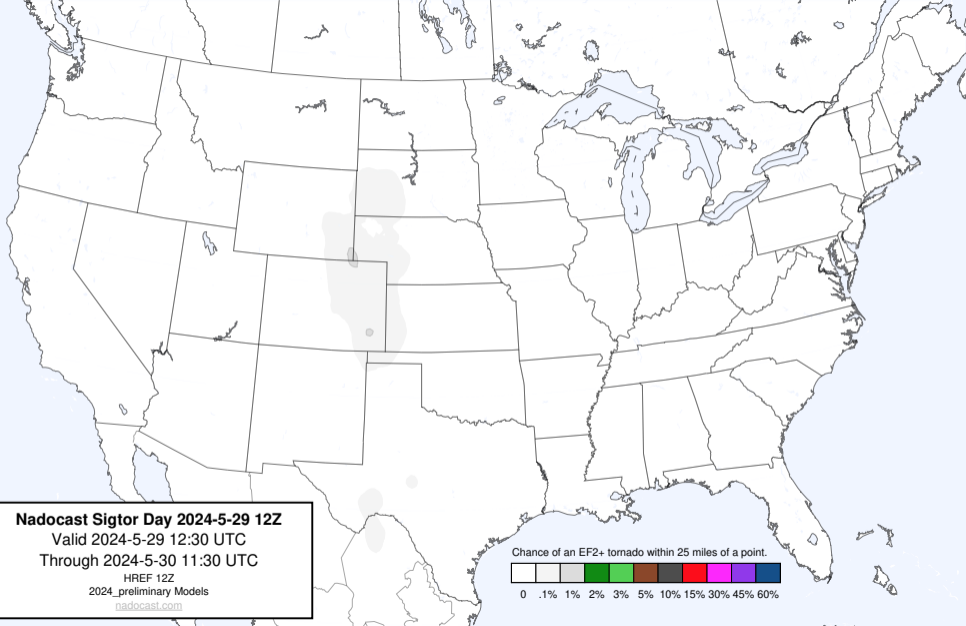 Nadocast Sigtor Day 2024-5-29 12Z
Valid 2024-5-29 12:30 UTC
Through 2024-5-30 11:30 UTC
HREF 12Z
2024_preliminary Models
nadocast.com
Chance of an EF2+ tornado within 25 miles of a point.
0 .1% 1% 2% 3% 5% 10% 15% 30% 45% 60%